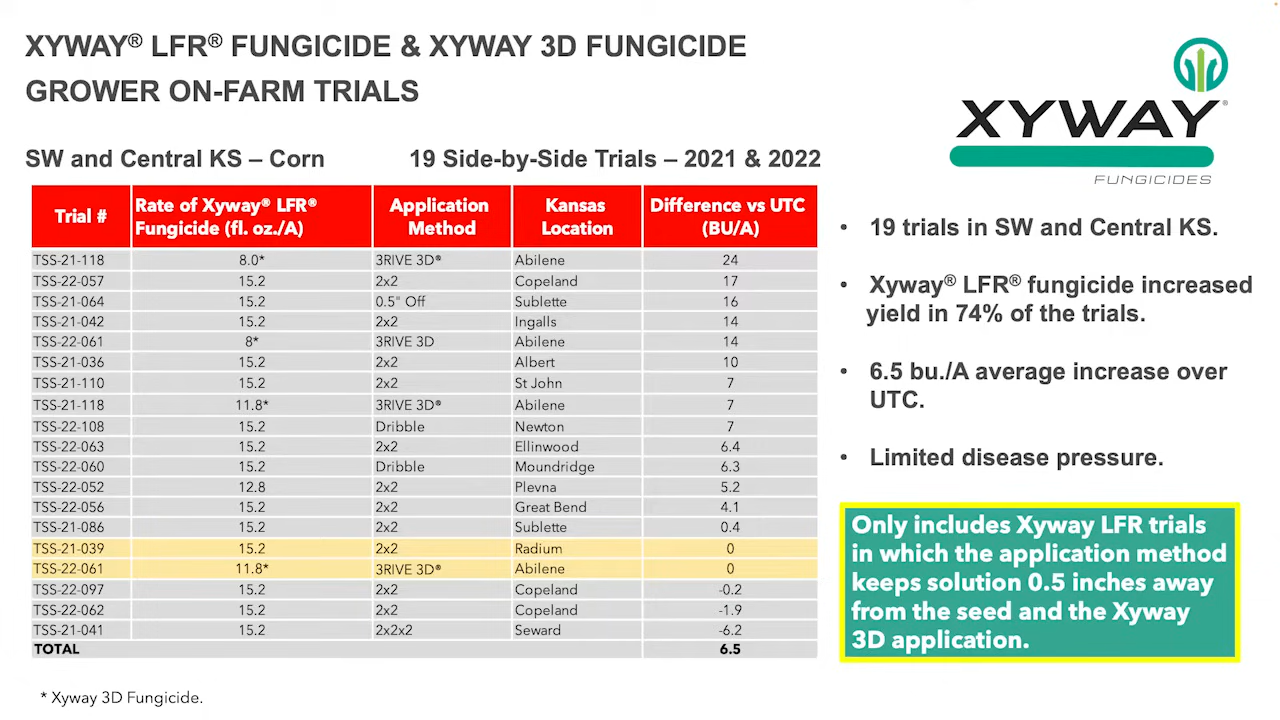 XYWAY® LFR® FUNGICIDE & XYWAY 3D FUNGICIDE
GROWER ON-FARM TRIALS
SW and Central KS – Corn 19 Side-by-Side Trials – 2021 & 2022
Trial # Rate of Xyway® LFR® Fungicide (fl. oz./A) Application Method Kansas Location Difference vs UTC (BU/A)
TSS-21-118 8.0* 3RIVE 3D® Abilene 24
TSS-22-057 15.2 2x2 Copeland 17
TSS-21-064 15.2 0.5" Off Sublette 16
TSS-21-042 15.2 2x2 Ingalls 14
TSS-22-061 8* 3RIVE 3D Abilene 14
TSS-21-036 15.2 2x2 Albert 10
TSS-21-110 15.2 2x2 St John 7
TSS-21-118 11.8* 3RIVE 3D® Abilene 7
TSS-22-108 15.2 Dribble Newton 7
TSS-22-063 15.2 2x2 Ellinwood 6.4
TSS-22-060 15.2 Dribble Moundridge 6.3
TSS-22-052 12.8 2x2 Plevna 5.2
TSS-22-056 15.2 2x2 Great Bend 4.1
TSS-21-086 15.2 2x2 Sublette 0.4
TSS-21-039 15.2 2x2 Radium 0
TSS-22-061 11.8* 3RIVE 3D® Abilene 0
TSS-22-097 15.2 2x2 Copeland -0.2
TSS-22-062 15.2 2x2 Copeland -1.9
TSS-21-041 15.2 2x2x2 Seward -6.2
TOTAL 6.5
* Xyway 3D Fungicide.
XYWAY®
FUNGICIDES
• 19 trials in SW and Central KS.
• Xyway® LFR® fungicide increased
yield in 74% of the trials.
• 6.5 bu./A average increase over
UTC.
• Limited disease pressure.
Only includes Xyway LFR trials
in which the application method
keeps solution 0.5 inches away
from the seed and the Xyway
3D application.